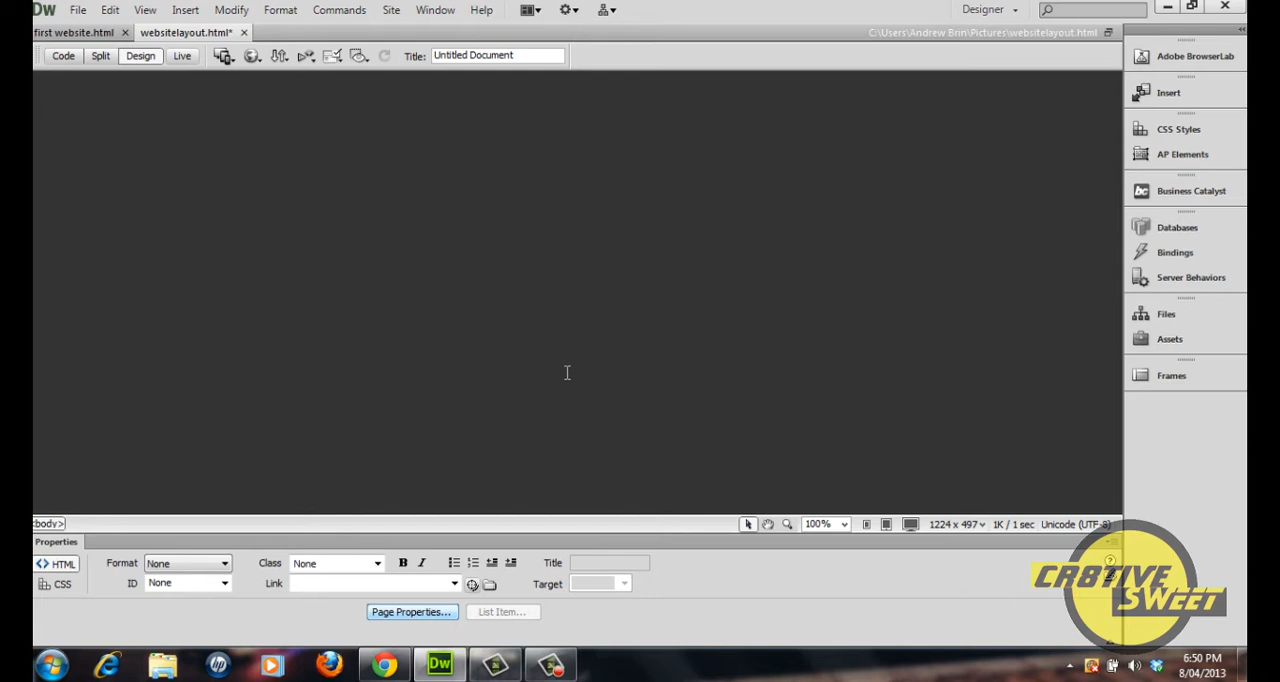 Dw File Edit View Insert Modify Format Commands Site Window Help Designer
first website.html × websitelayout.html* × C:\Users\Andrew Brin\Pictures\websitelayout.html
Code Split Design Live Title: Untitled Document
Adobe BrowserLab
Insert
CSS Styles
AP Elements
bc Business Catalyst
Databases
Bindings
Server Behaviors
Files
Assets
Frames
<body> 100% 1224 x 497 1K / 1 sec Unicode (UTF-8)
Properties
<> HTML Format None Class None B I Title
CSS ID None Link Target
Page Properties... List Item...
CR8TIVE
SWEET
hp Dw 6:50 PM
8/04/2013